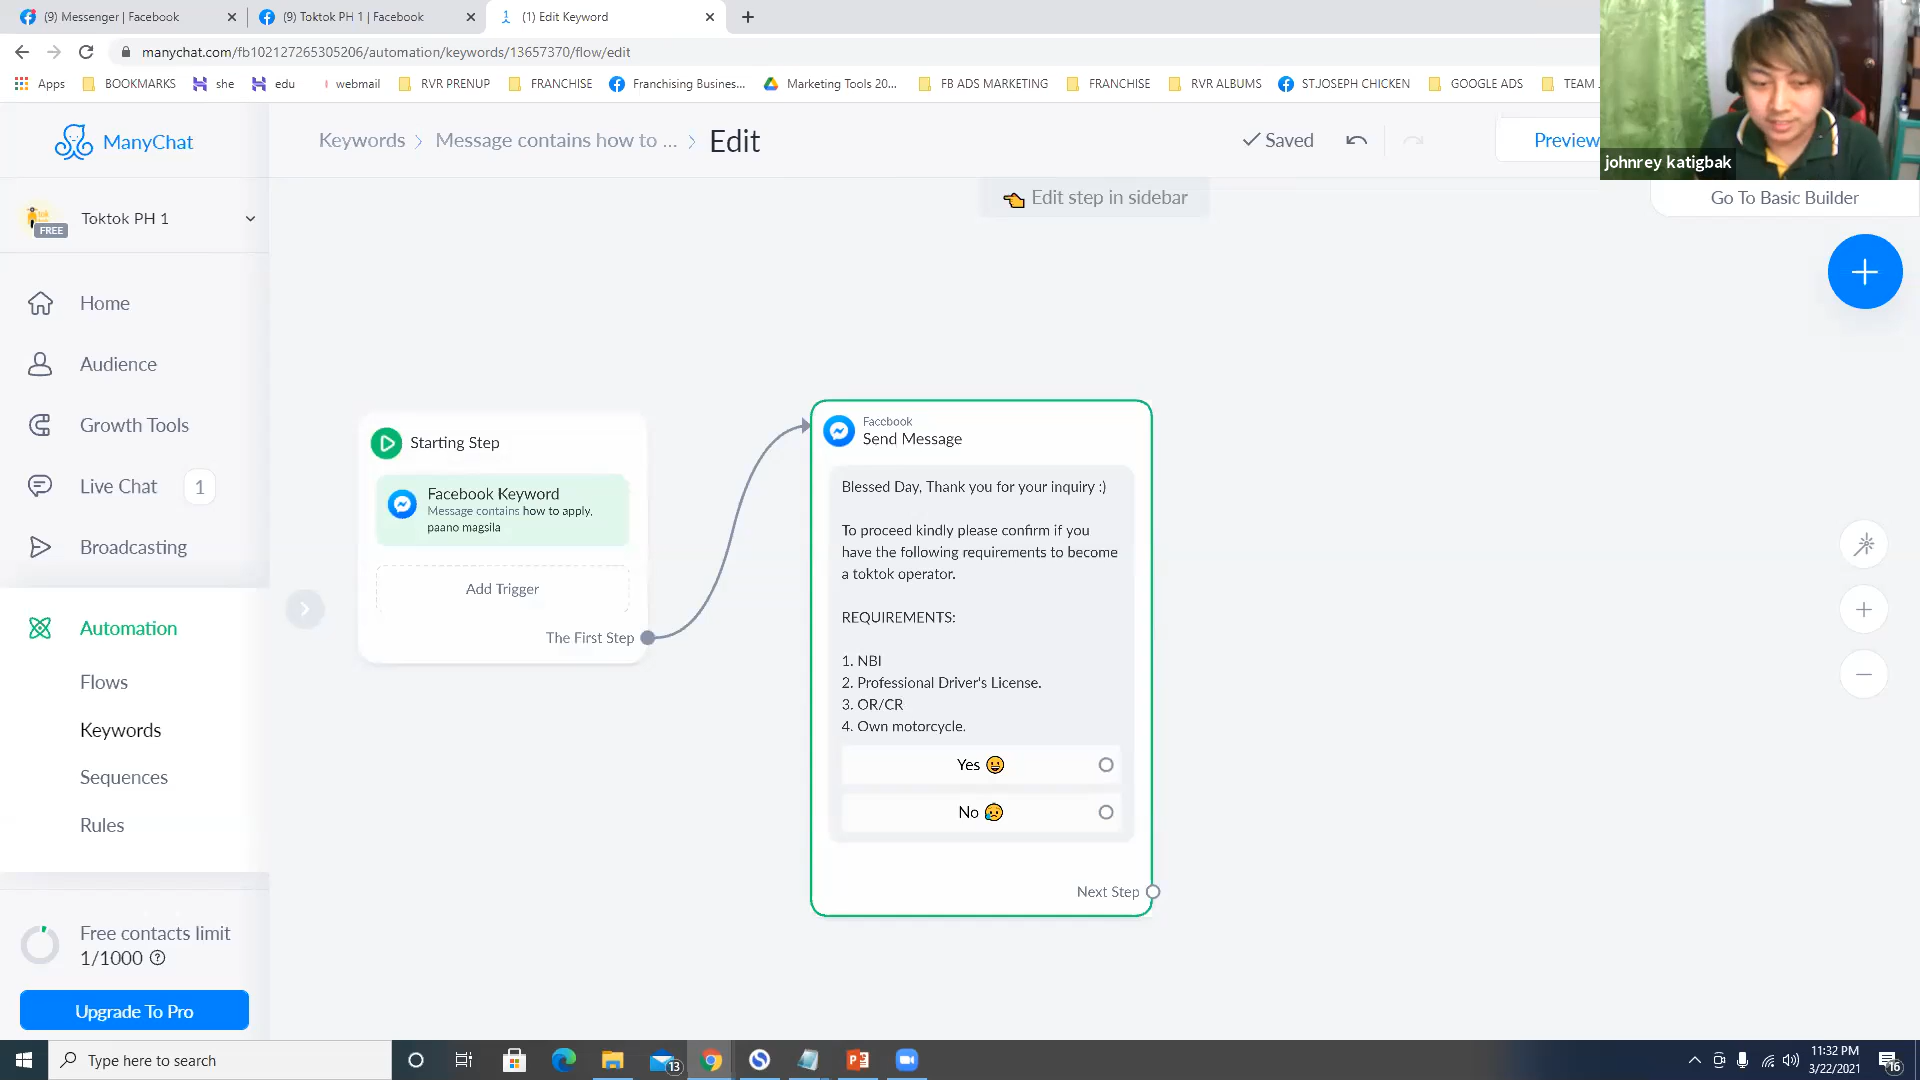 (9) Messenger | Facebook
(9) Toktok PH 1 | Facebook
(1) Edit Keyword
manychat.com/fb102127265305206/automation/keywords/13657370/flow/edit
Apps
BOOKMARKS
she
edu
webmail
RVR PRENUP
FRANCHISE
Franchising Busines...
Marketing Tools 20...
FB ADS MARKETING
FRANCHISE
RVR ALBUMS
ST.JOSEPH CHICKEN
GOOGLE ADS
TEAM
johnrey katigbak
ManyChat
Keywords
Message contains how to ...
Edit
Saved
Preview
Edit step in sidebar
Go To Basic Builder
Toktok PH 1
FREE
Home
Audience
Growth Tools
Live Chat
1
Broadcasting
Automation
Flows
Keywords
Sequences
Rules
Free contacts limit
1/1000
Upgrade To Pro
Starting Step
Facebook Keyword
Message contains how to apply,
paano magsila
Add Trigger
The First Step
Facebook
Send Message
Blessed Day, Thank you for your inquiry :)
To proceed kindly please confirm if you
have the following requirements to become
a toktok operator.
REQUIREMENTS:
1. NBI
2. Professional Driver's License.
3. OR/CR
4. Own motorcycle.
Yes 😀
No 😥
Next Step
Type here to search
13
11:32 PM
3/22/2021
16